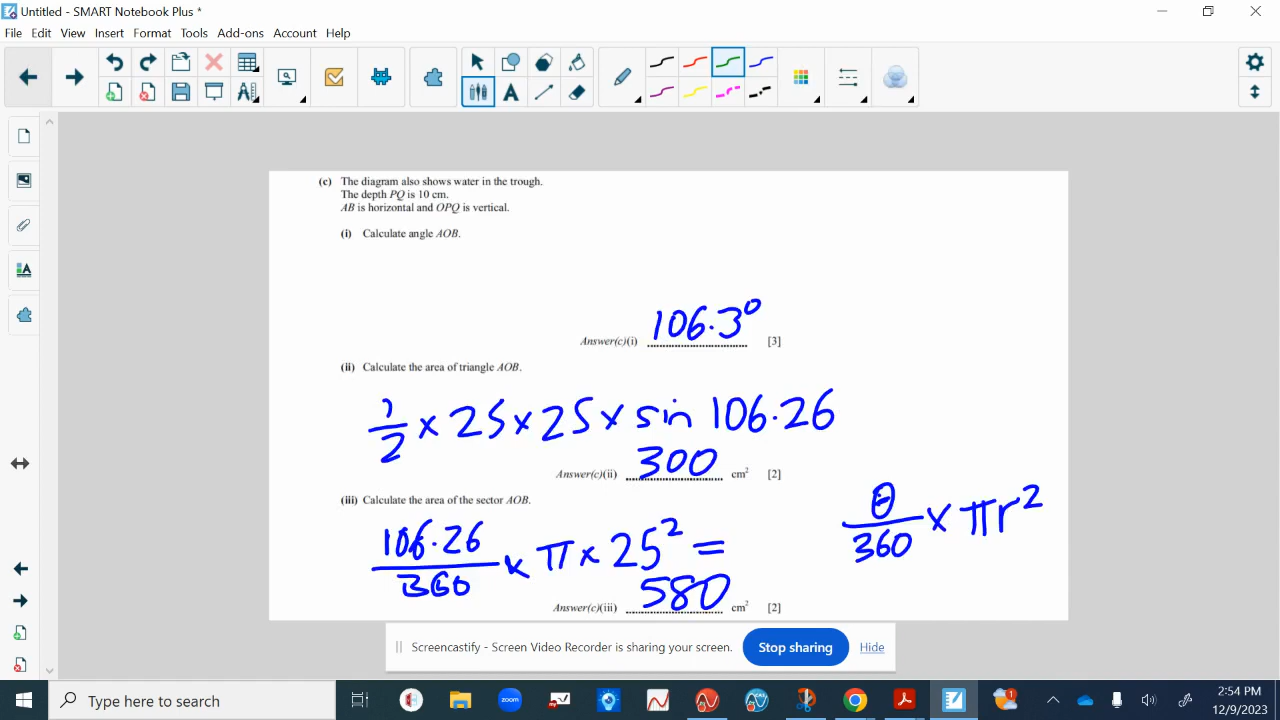 Untitled - SMART Notebook Plus *
File Edit View Insert Format Tools Add-ons Account Help
(c) The diagram also shows water in the trough.
The depth PQ is 10 cm.
AB is horizontal and OPQ is vertical.
(i) Calculate angle AOB.
106.3°
Answer(c)(i) [3]
(ii) Calculate the area of triangle AOB.
1/2 × 25 × 25 × sin 106.26
300
Answer(c)(ii) cm² [2]
(iii) Calculate the area of the sector AOB.
θ/360 × πr²
106.26/360 × π × 25² =
580
Answer(c)(iii) cm² [2]
Screencastify - Screen Video Recorder is sharing your screen. Stop sharing Hide
Type here to search
zoom
1
2:54 PM
12/9/2023